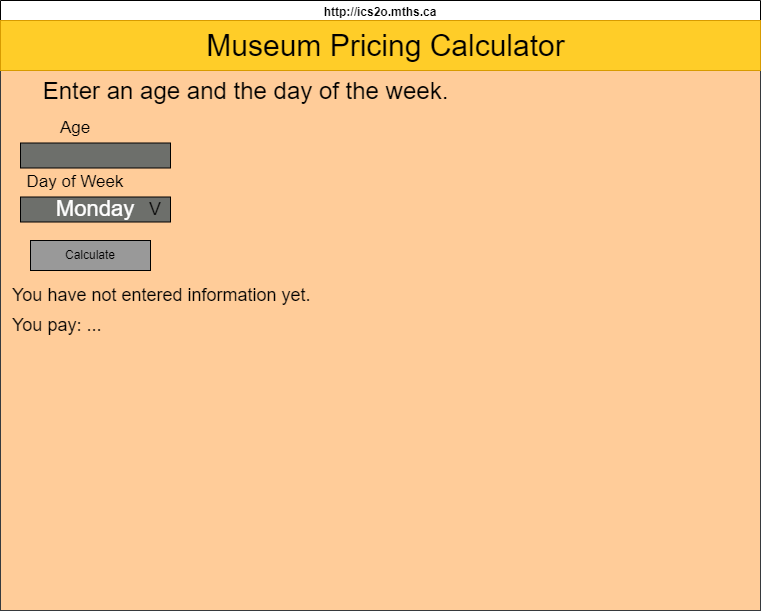 http://ics2o.mths.ca
Museum Pricing Calculator
Enter an age and the day of the week.
Age
Day of Week
Monday V
Calculate
You have not entered information yet.
You pay: ...